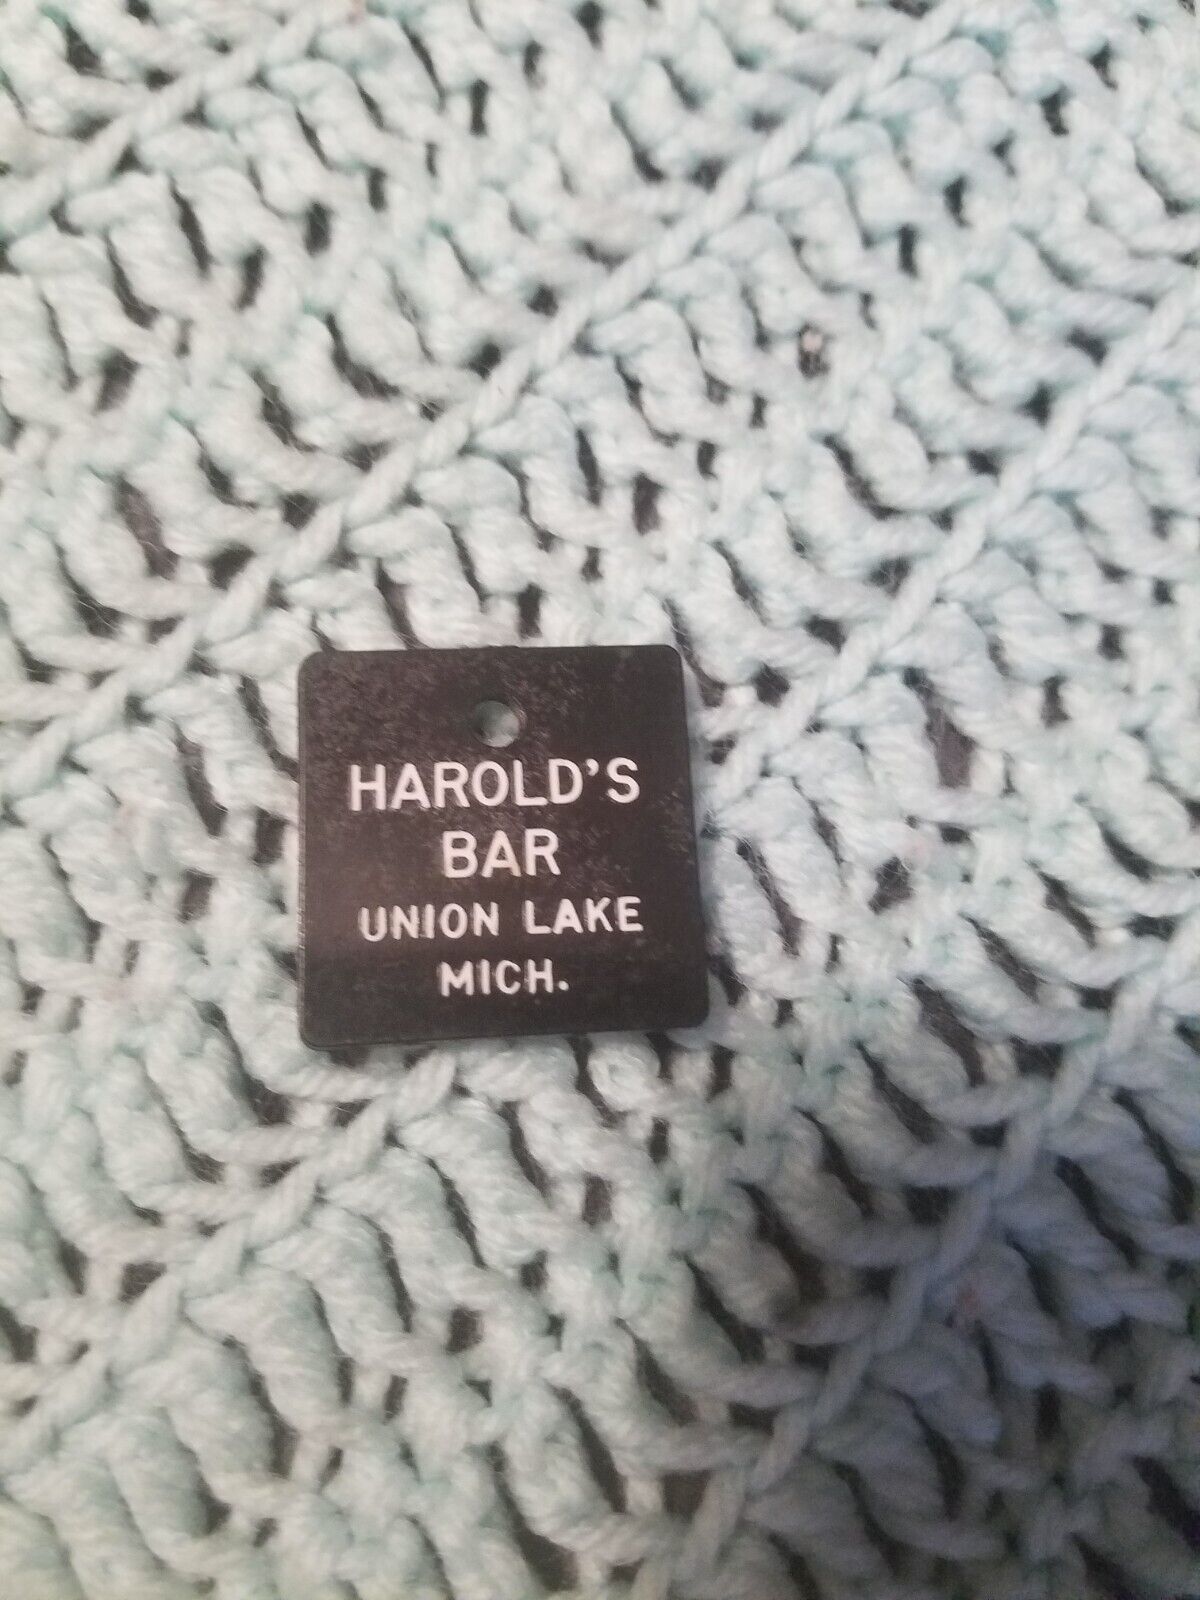 HAROLD'S
BAR
UNION LAKE
MICH.